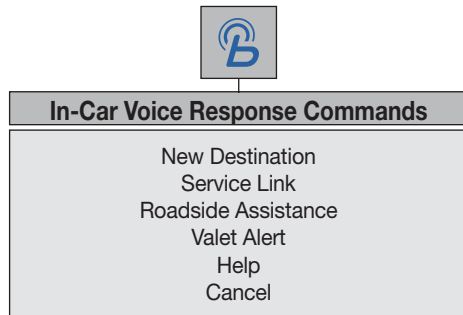 b
In-Car Voice Response Commands
New Destination
Service Link
Roadside Assistance
Valet Alert
Help
Cancel